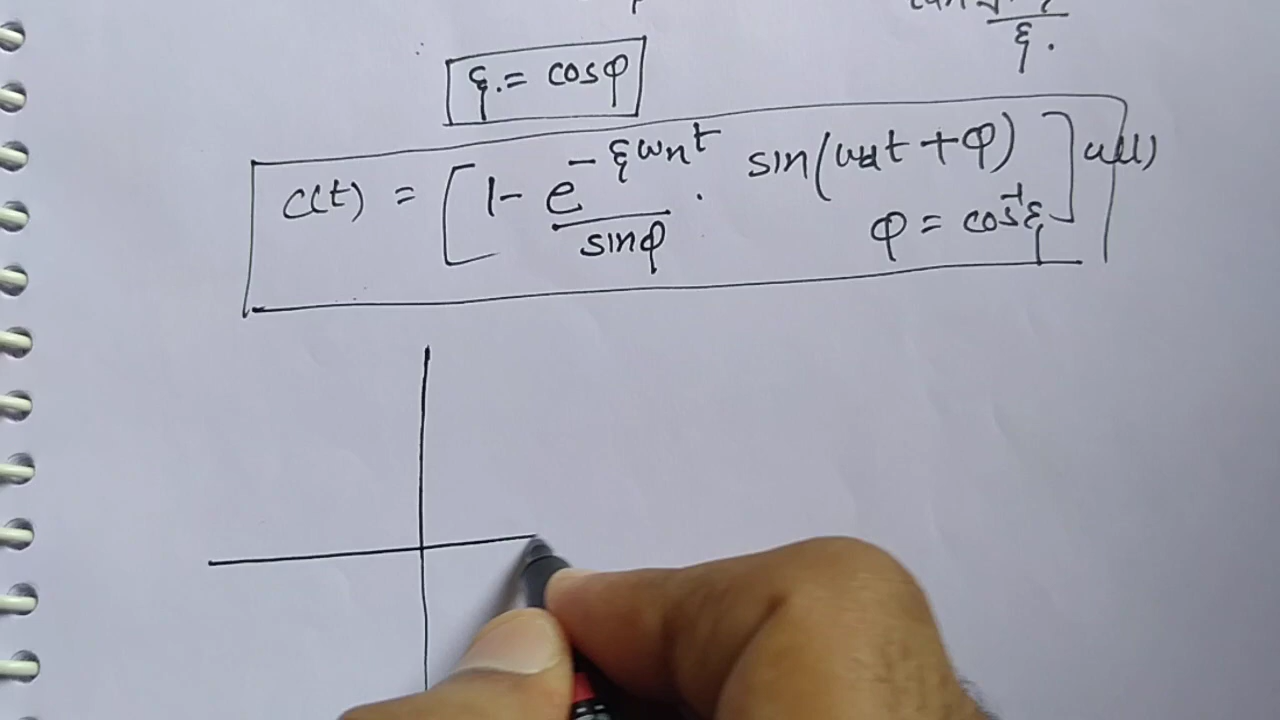 ξ.
ξ. = cosφ
c(t) = [1 - e^{-ξωnt}/sinφ . sin(ωdt + φ)] u(t)
φ = cos⁻¹ξ